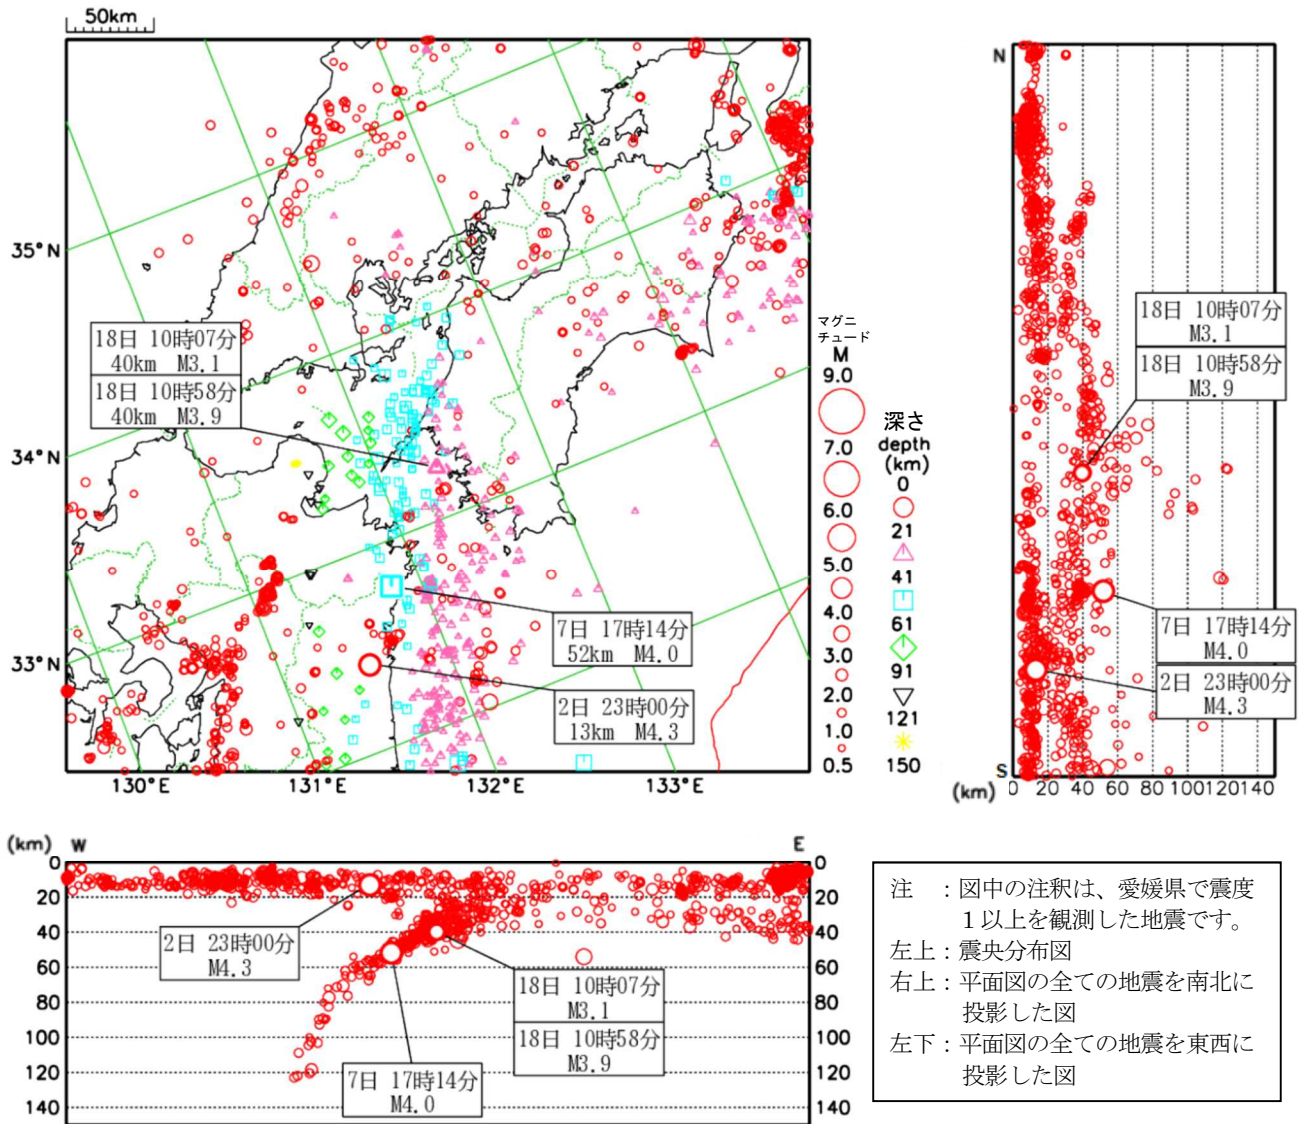 50km
35°N
34°N
33°N
130°E
131°E
132°E
133°E
18日 10時07分
40km M3.1
18日 10時58分
40km M3.9
7日 17時14分
52km M4.0
2日 23時00分
13km M4.3
マグニ
チュード
M
9.0
7.0
6.0
5.0
4.0
3.0
2.0
1.0
0.5
深さ
depth
(km)
0
21
41
61
91
121
150
N
S
(km)
0 20 40 60 80 100 120 140
18日 10時07分
M3.1
18日 10時58分
M3.9
7日 17時14分
M4.0
2日 23時00分
M4.3
(km) W E
0 0
20 20
40 40
60 60
80 80
100 100
120 120
140 140
2日 23時00分
M4.3
18日 10時07分
M3.1
18日 10時58分
M3.9
7日 17時14分
M4.0
注 :図中の注釈は、愛媛県で震度
1以上を観測した地震です。
左上:震央分布図
右上:平面図の全ての地震を南北に
投影した図
左下:平面図の全ての地震を東西に
投影した図